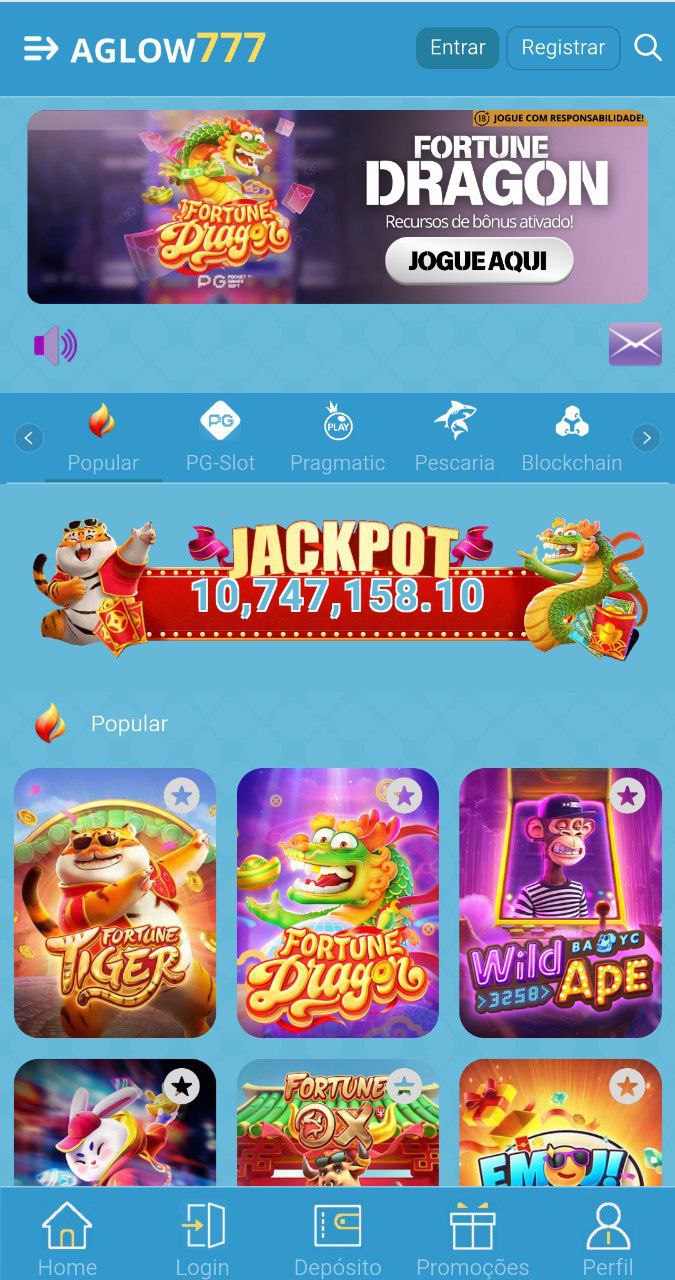 AGLOW777
Entrar
Registrar
18 JOGUE COM RESPONSABILIDADE!
FORTUNE
DRAGON
Recursos de bônus ativado!
JOGUE AQUI
FORTUNE
Dragon
PG POCKET GAMES SOFT
PG
PLAY
Popular
PG-Slot
Pragmatic
Pescaria
Blockchain
JACKPOT
10,747,158.10
Popular
FORTUNE
TIGER
FORTUNE
Dragon
Wild BAYC
>3258> APE
FORTUNE
OX
EMOJI
Home
Login
Depósito
Promoções
Perfil